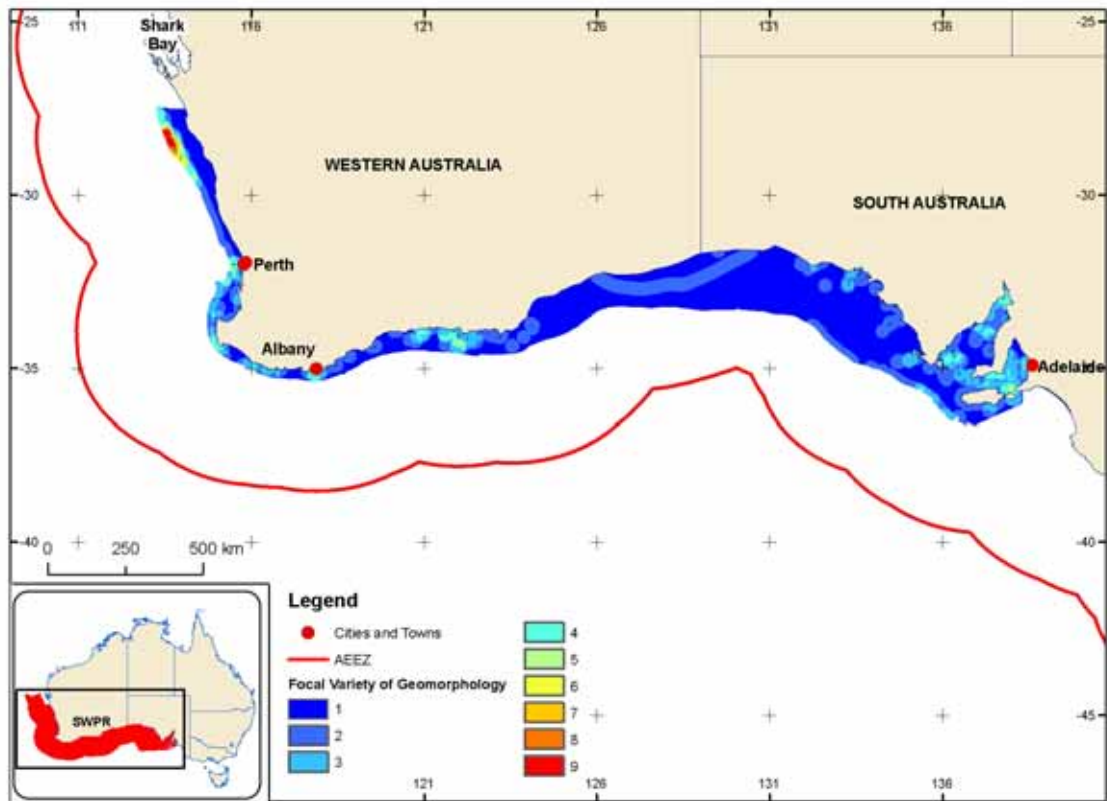 -25
111
116
121
126
131
136
-25
Shark
Bay
WESTERN AUSTRALIA
SOUTH AUSTRALIA
-30
-30
Perth
Albany
Adelaide
-35
-35
-40
-40
0 250 500 km
Legend
Cities and Towns
AEEZ
Focal Variety of Geomorphology
1
2
3
4
5
6
7
8
9
SWPR
-45
121
126
131
136